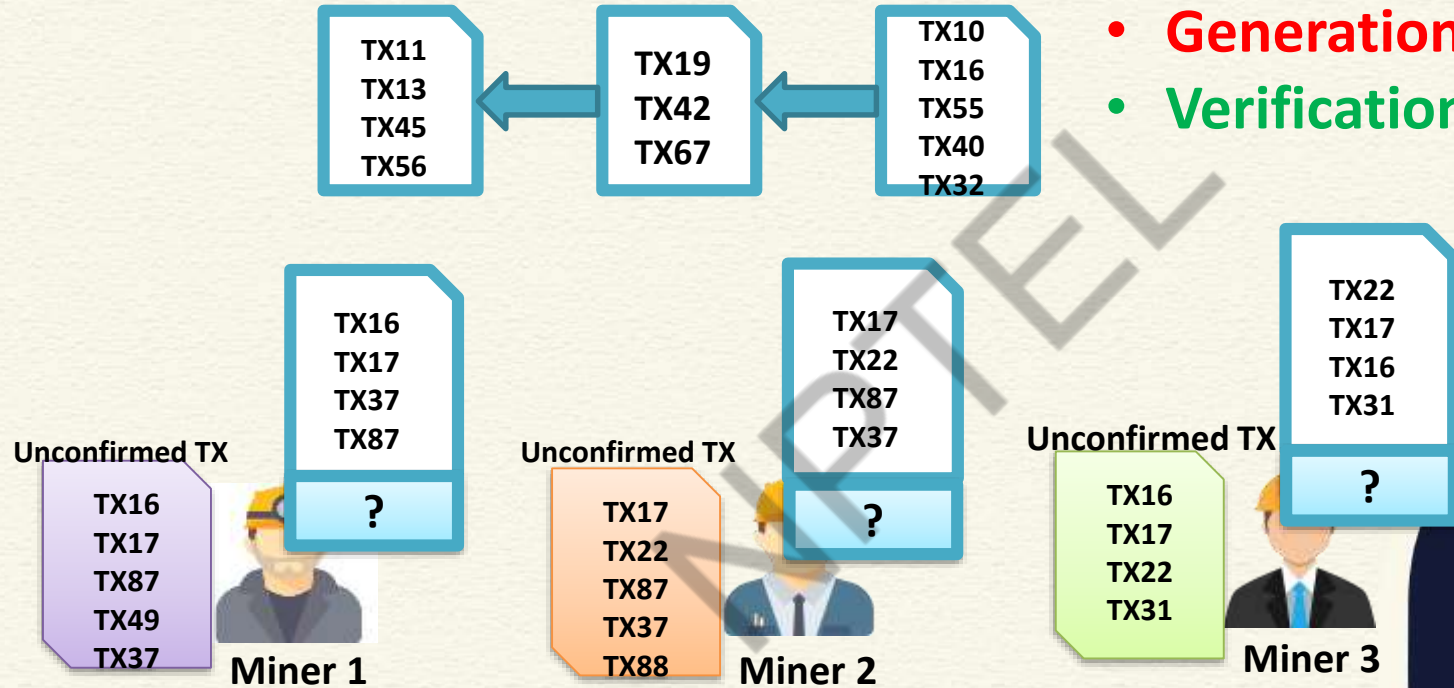 TX11
TX13
TX45
TX56
TX19
TX42
TX67
TX10
TX16
TX55
TX40
TX32
• Generation
• Verification
TX16
TX17
TX37
TX87
?
Unconfirmed TX
TX16
TX17
TX87
TX49
TX37
Miner 1
TX17
TX22
TX87
TX37
?
Unconfirmed TX
TX17
TX22
TX87
TX37
TX88
Miner 2
TX22
TX17
TX16
TX31
?
Unconfirmed TX
TX16
TX17
TX22
TX31
Miner 3
NPTEL